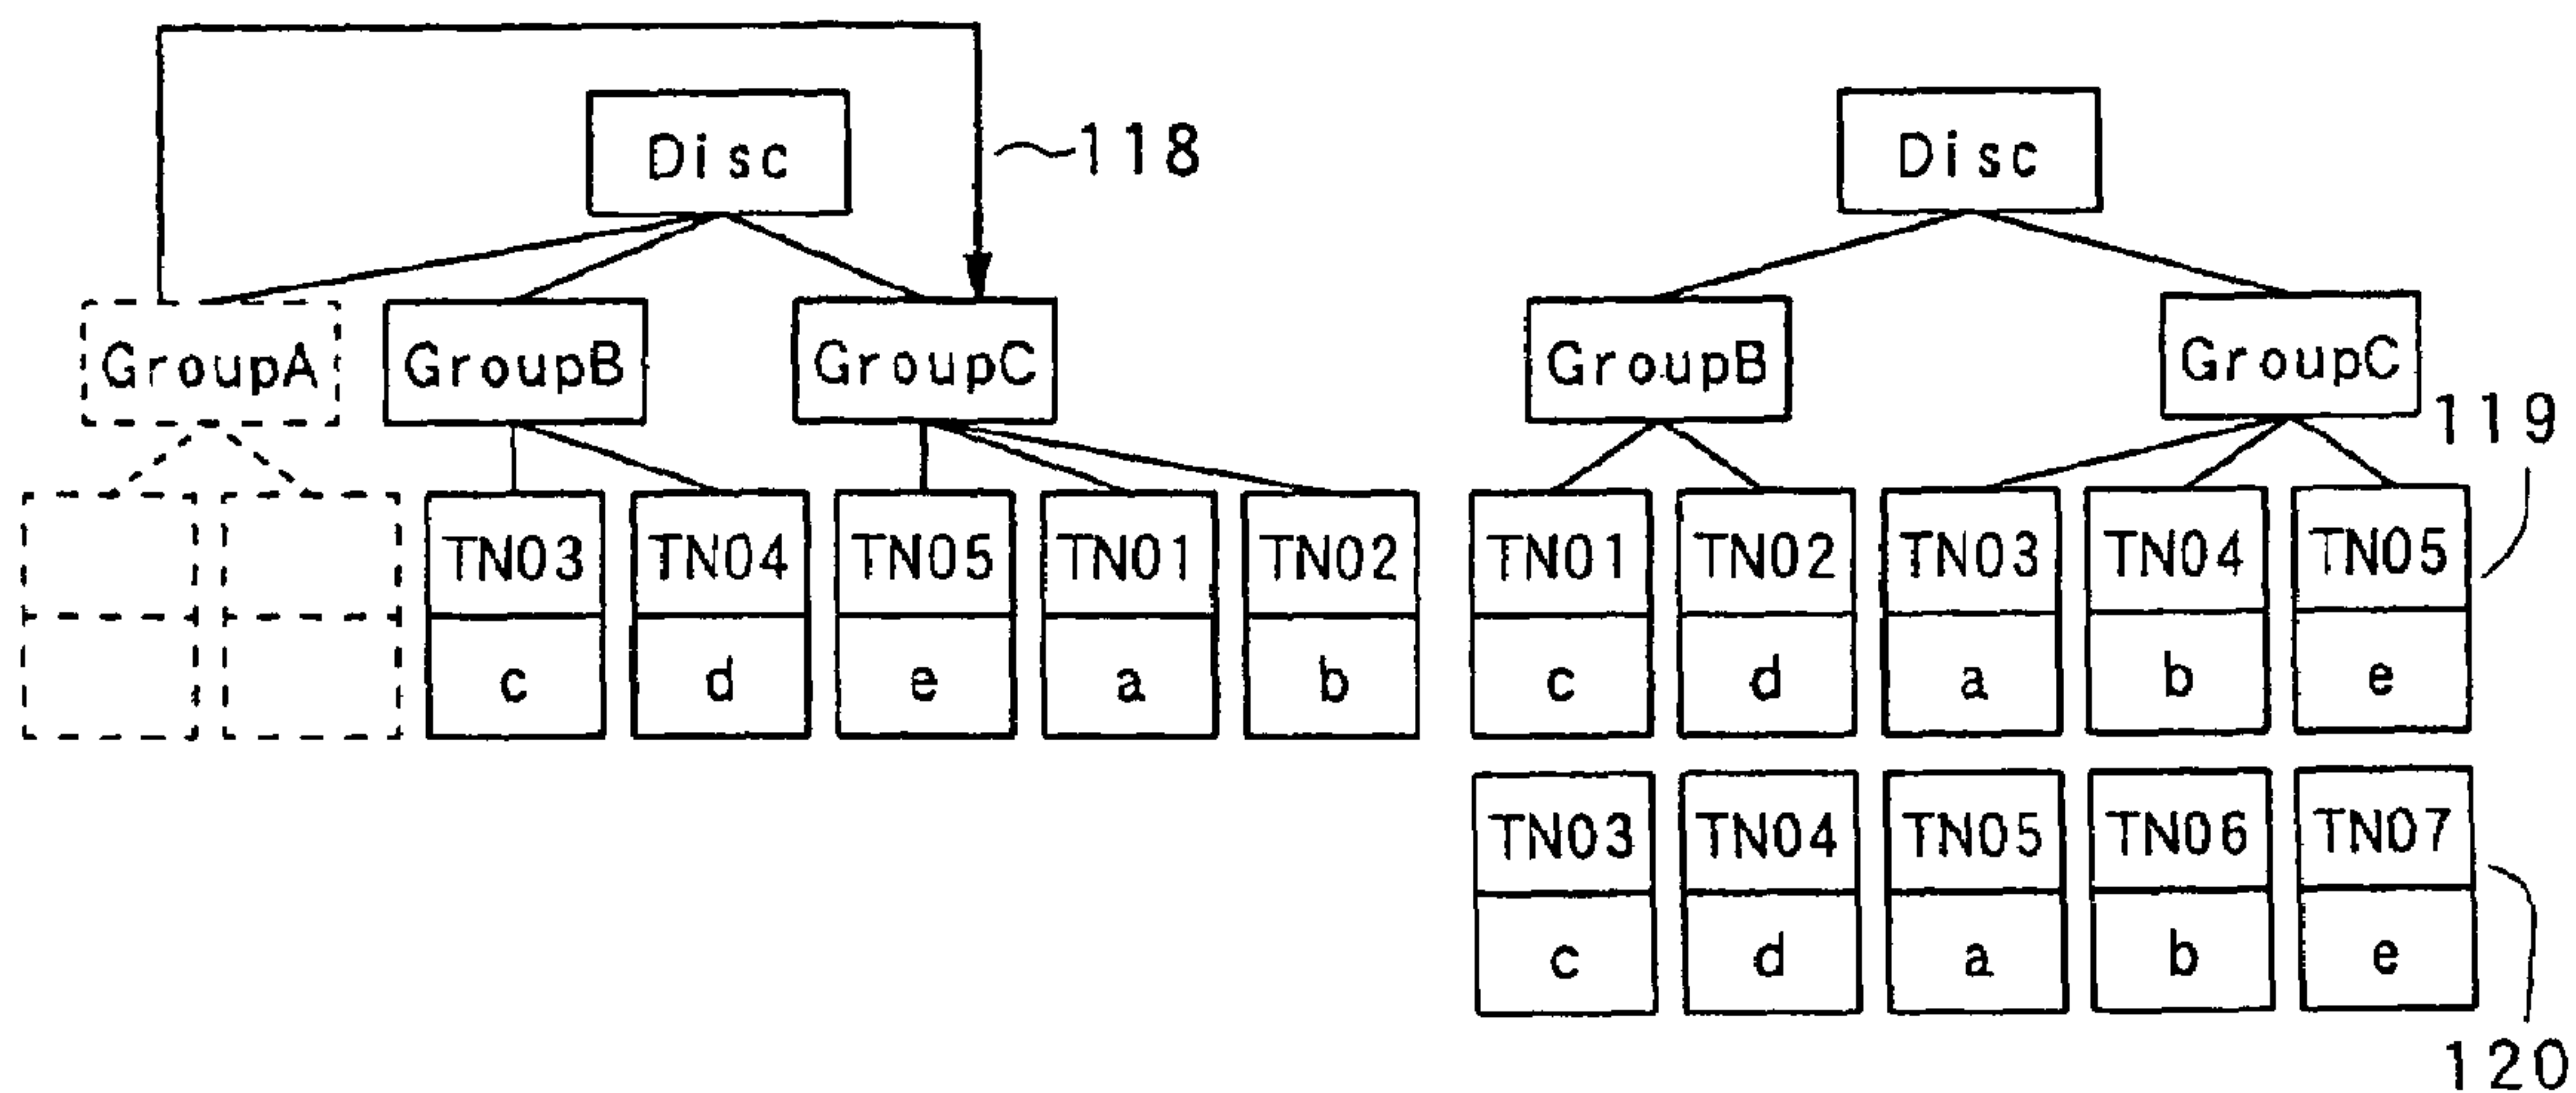 Disc 118 Disc
GroupA GroupB GroupC GroupB GroupC
119
TN03 TN04 TN05 TN01 TN02 TN01 TN02 TN03 TN04 TN05
c d e a b c d a b e
TN03 TN04 TN05 TN06 TN07
c d a b e
120